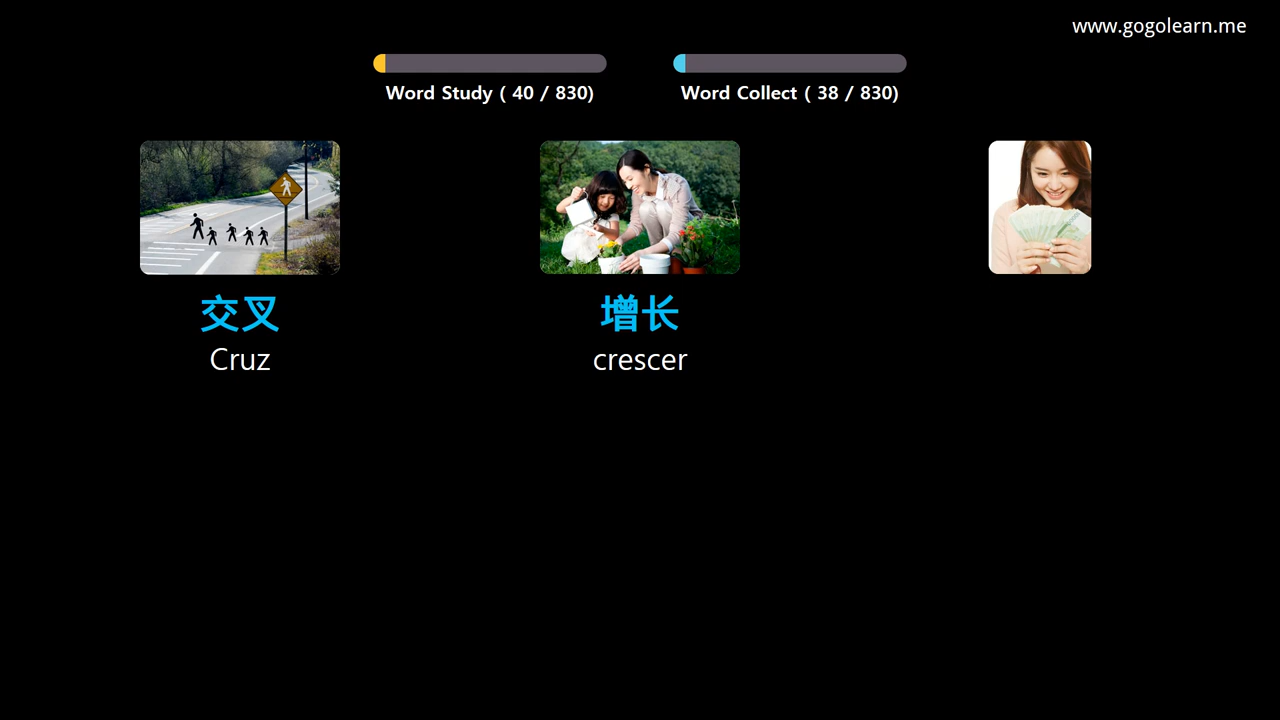 www.gogolearn.me
Word Study ( 40 / 830)
Word Collect ( 38 / 830)
交叉
Cruz
增长
crescer